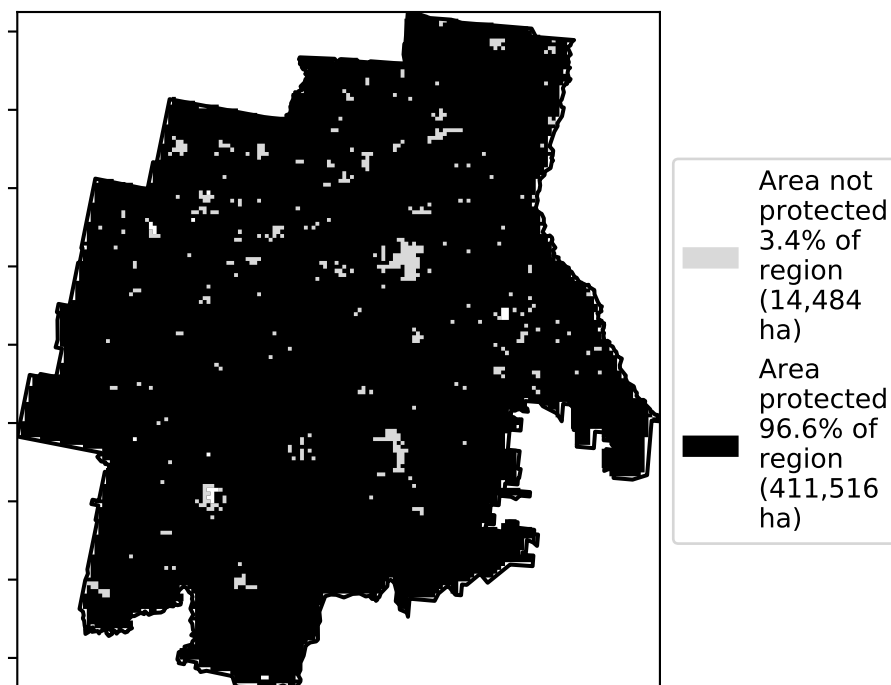 Area not
protected
3.4% of
region
(14,484
ha)
Area
protected
96.6% of
region
(411,516
ha)